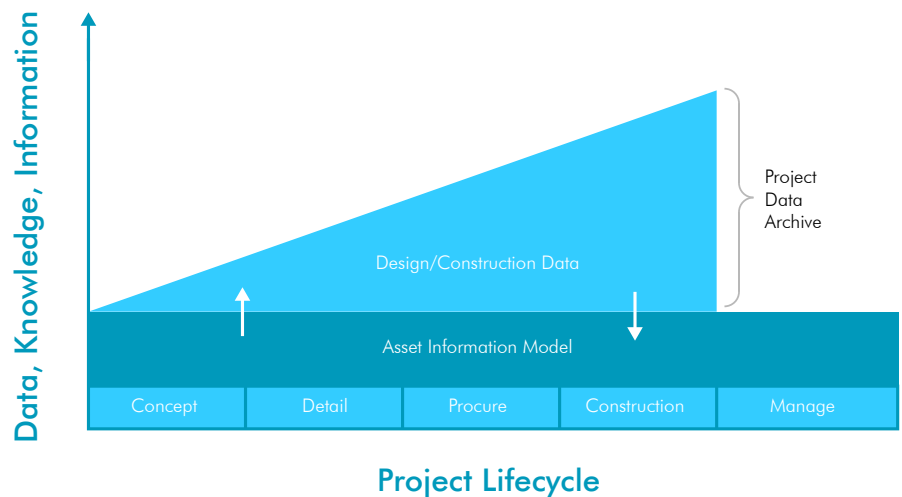 Data, Knowledge, Information
Project
Data
Archive
Design/Construction Data
Asset Information Model
Concept
Detail
Procure
Construction
Manage
Project Lifecycle